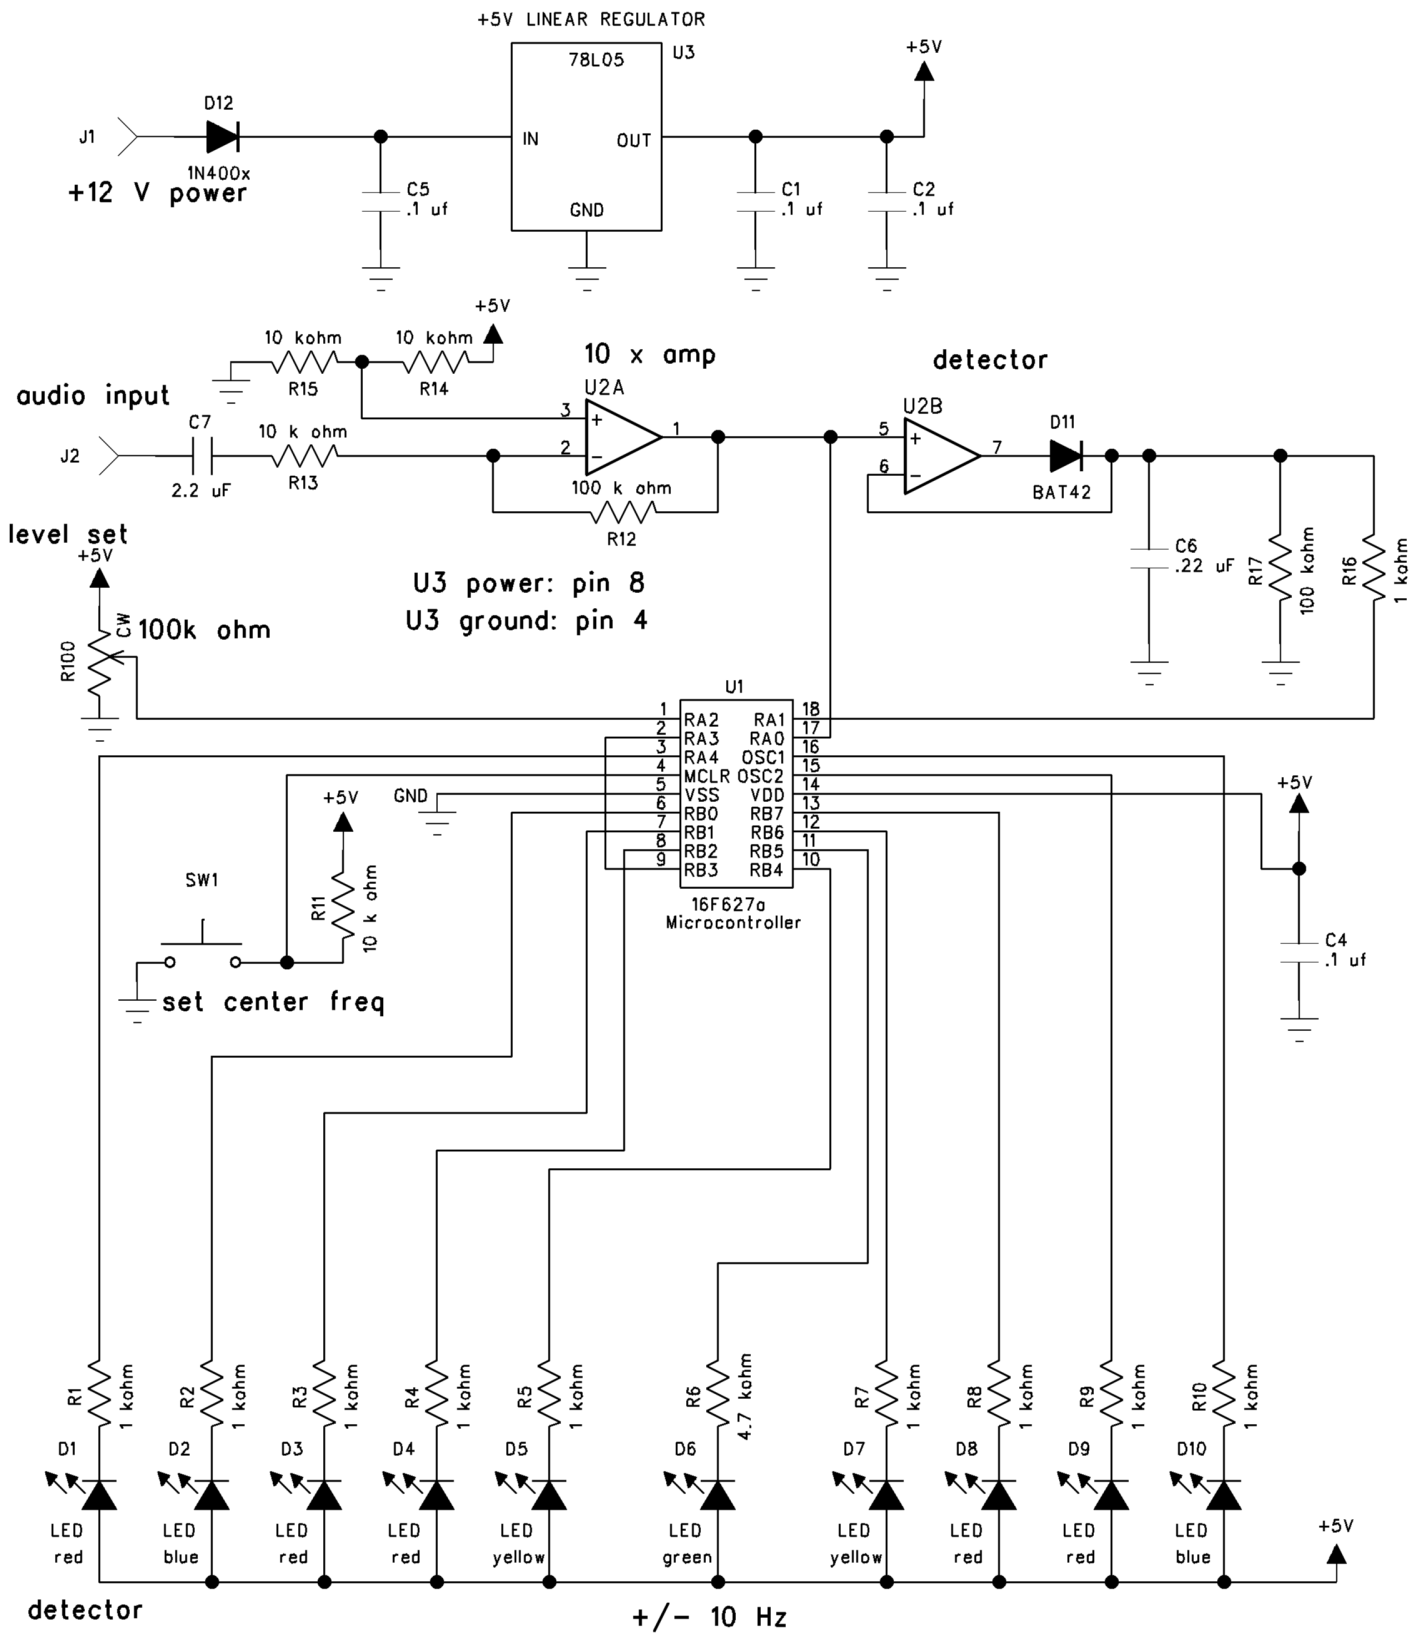 +5V LINEAR REGULATOR
78L05
U3
+5V
D12
J1
IN
OUT
1N400x
+12 V power
C5
.1 uf
C1
.1 uf
C2
.1 uf
GND
+5V
10 kohm
10 kohm
R15
R14
10 x amp
U2A
detector
audio input
C7
J2
2.2 uF
10 k ohm
R13
3
+
2
-
1
100 k ohm
R12
U2B
5
+
6
-
7
D11
BAT42
C6
.22 uF
R17
100 kohm
R16
1 kohm
level set
+5V
CW
R100
100k ohm
U3 power: pin 8
U3 ground: pin 4
U1
1 RA2 RA1 18
2 RA3 RA0 17
3 RA4 OSC1 16
4 MCLR OSC2 15
5 VSS VDD 14
6 RB0 RB7 13
7 RB1 RB6 12
8 RB2 RB5 11
9 RB3 RB4 10
16F627a
Microcontroller
GND
+5V
R11
10 k ohm
SW1
set center freq
+5V
C4
.1 uf
R1
1 kohm
R2
1 kohm
R3
1 kohm
R4
1 kohm
R5
1 kohm
R6
4.7 kohm
R7
1 kohm
R8
1 kohm
R9
1 kohm
R10
1 kohm
D1
LED
red
D2
LED
blue
D3
LED
red
D4
LED
red
D5
LED
yellow
D6
LED
green
D7
LED
yellow
D8
LED
red
D9
LED
red
D10
LED
blue
+5V
detector
+/- 10 Hz